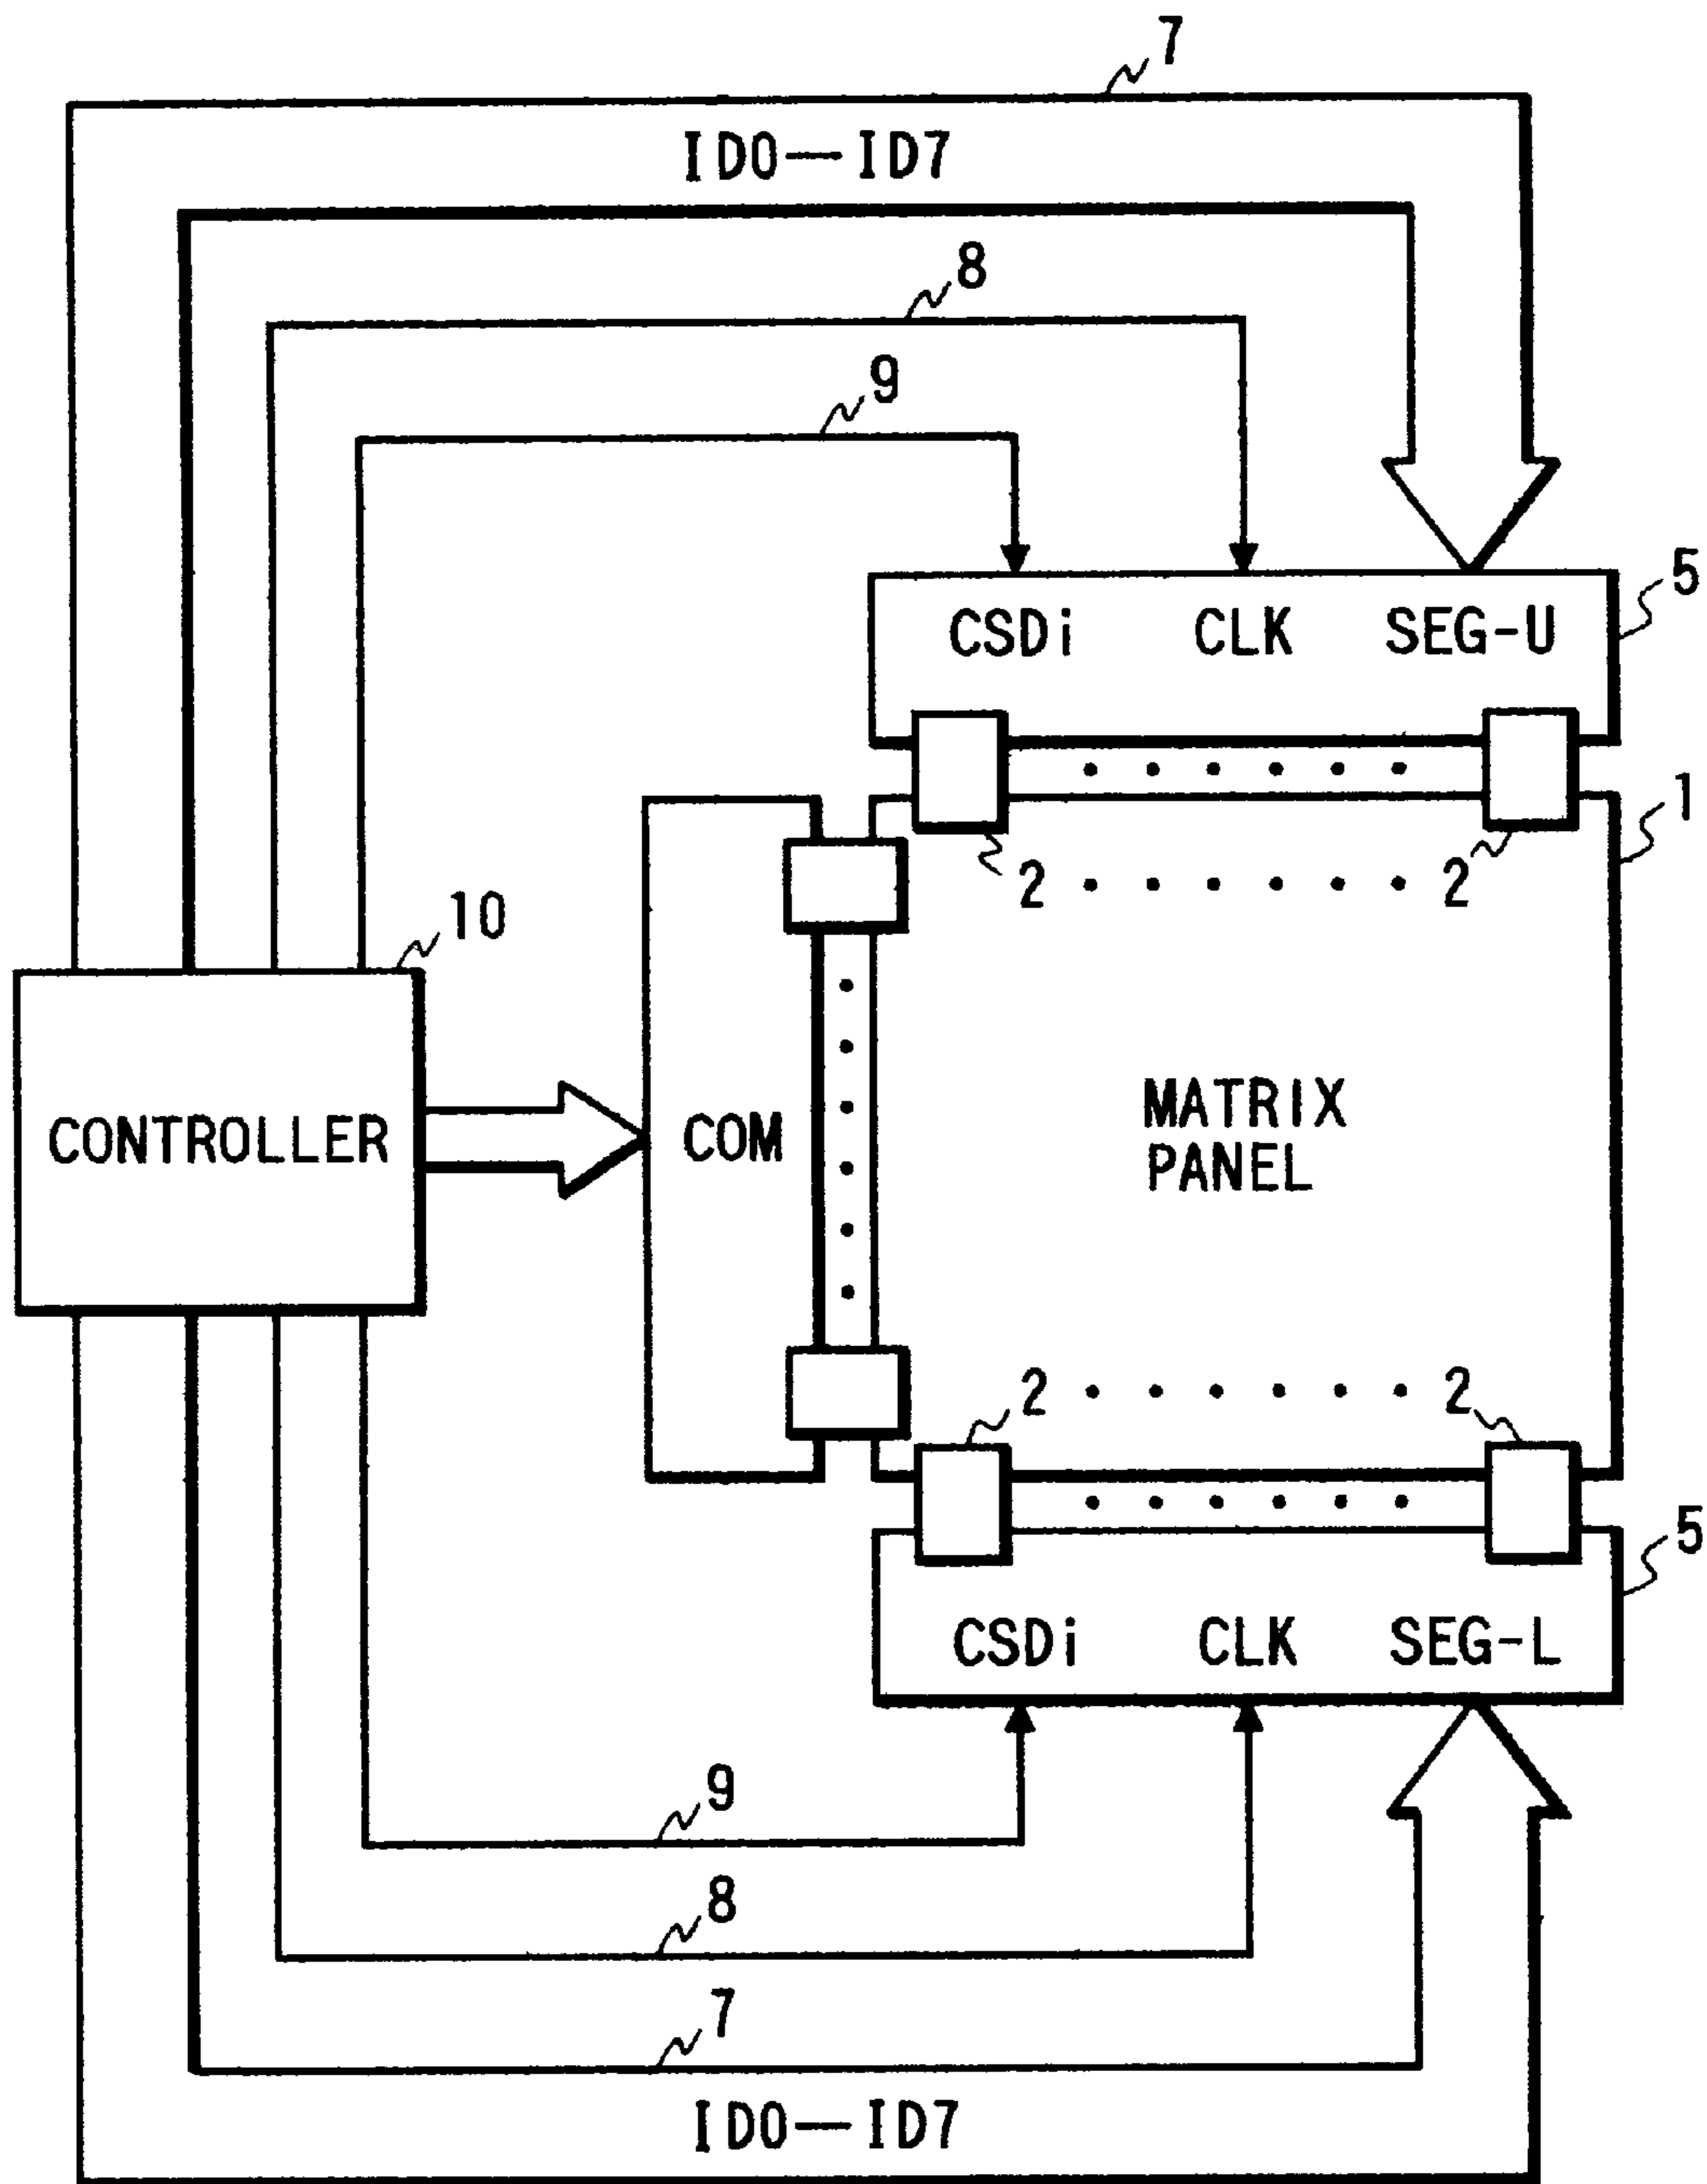 7
ID0—ID7
8
9
5
CSDi CLK SEG-U
1
2 2
10
CONTROLLER
COM
MATRIX
PANEL
2 2
5
CSDi CLK SEG-L
9
8
7
ID0—ID7